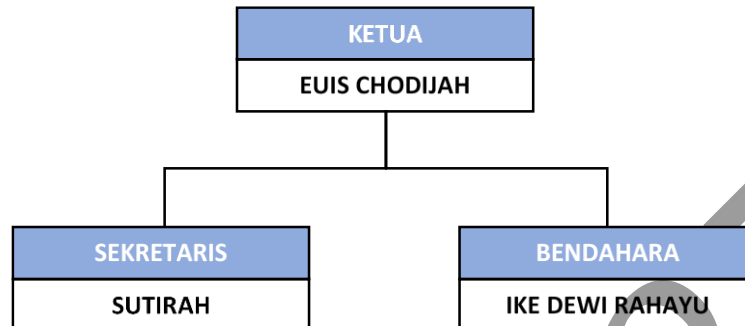 KETUA
EUIS CHODIJAH
SEKRETARIS
BENDAHARA
SUTIRAH
IKE DEWI RAHAYU